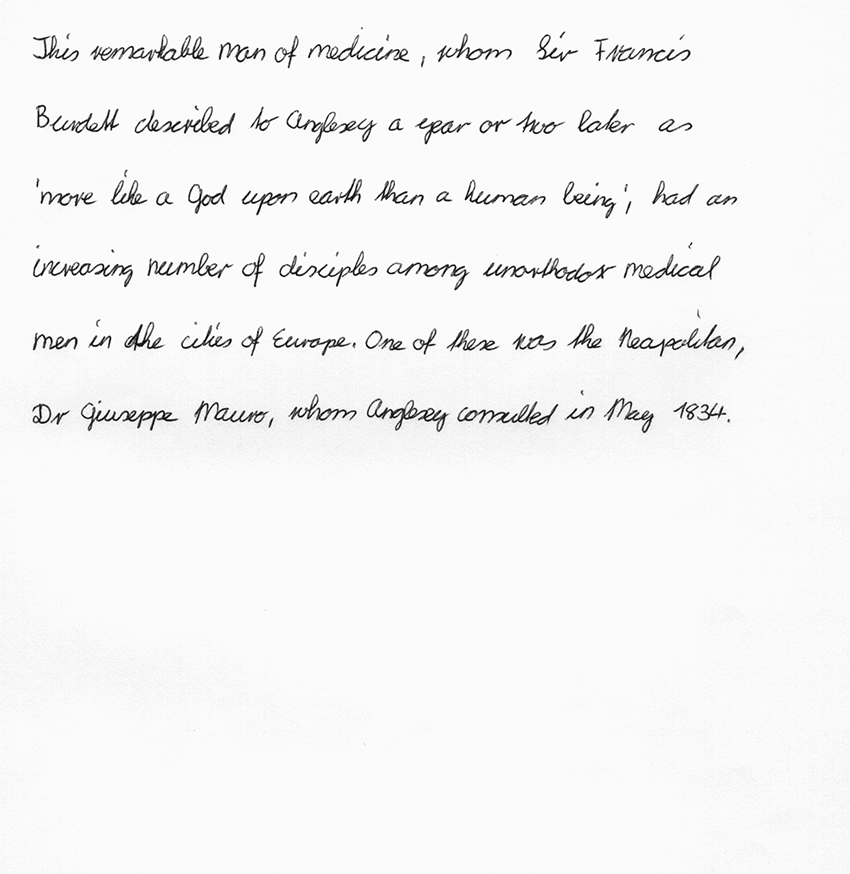 This remarkable man of medicine, whom Sir Francis
Burdett described to Anglesey a year or two later as
'more like a God upon earth than a human being', had an
increasing number of disciples among unorthodox medical
men in the cities of Europe. One of these was the Neapolitan,
Dr Giuseppe Mauro, whom Anglesey consulted in May 1834.